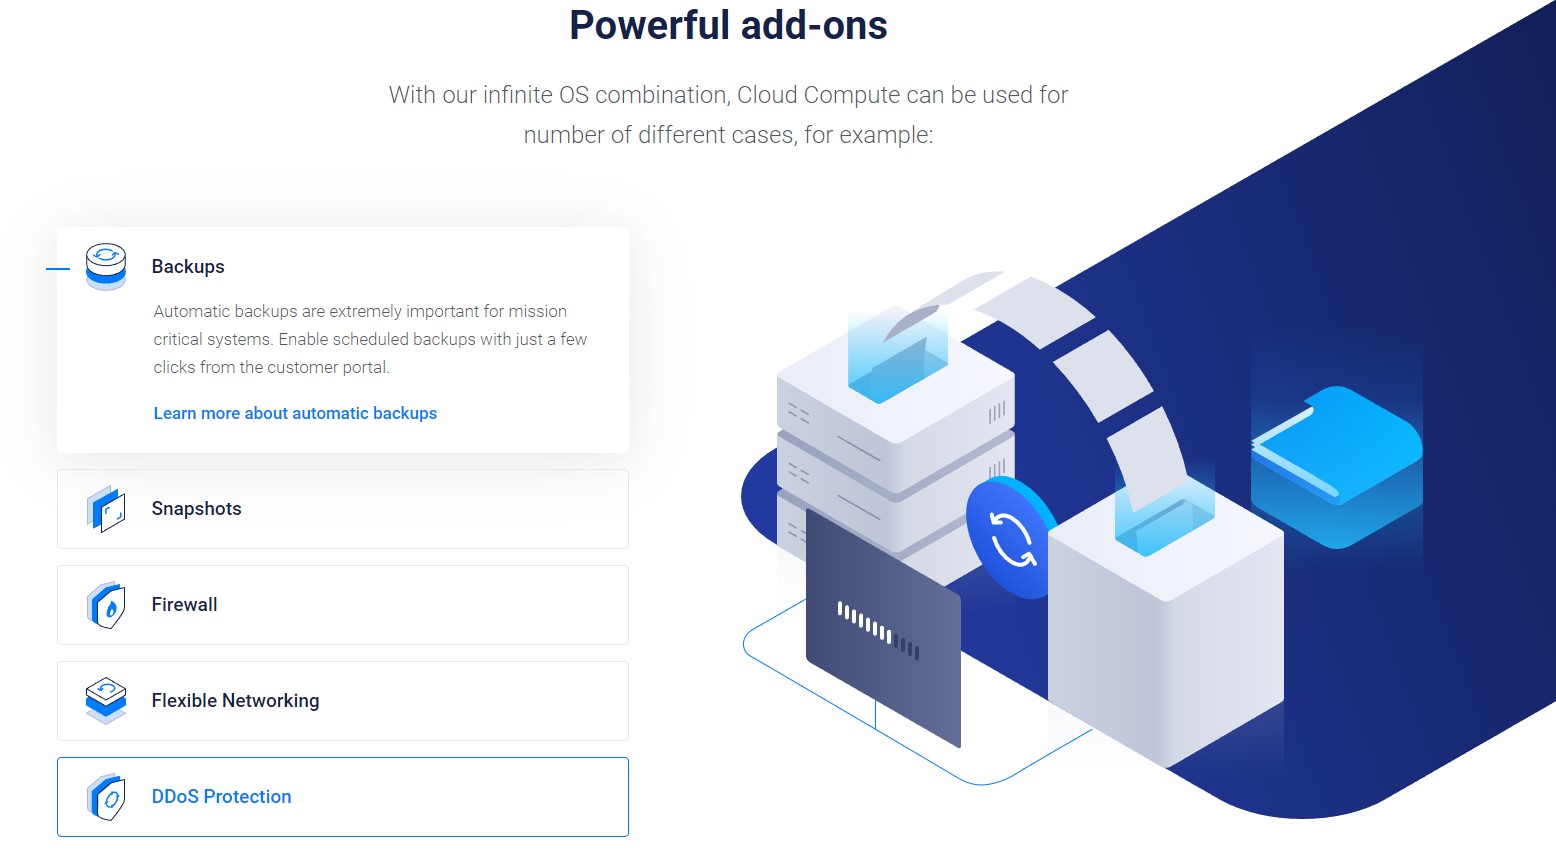 Powerful add-ons
With our infinite OS combination, Cloud Compute can be used for
number of different cases, for example:
Backups
Automatic backups are extremely important for mission
critical systems. Enable scheduled backups with just a few
clicks from the customer portal.
Learn more about automatic backups
Snapshots
Firewall
Flexible Networking
DDoS Protection